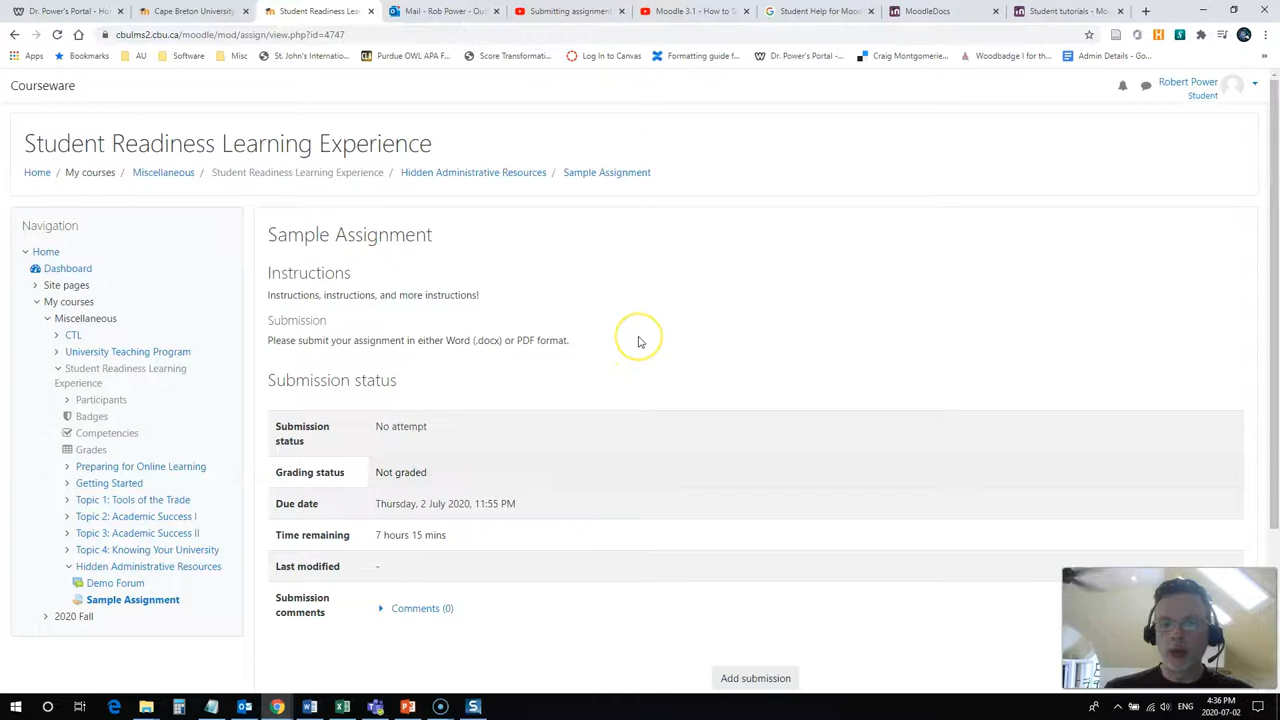 Dr. Power's Portal - Ho
Cape Breton University
Student Readiness Lear
Mail - Rob Power - Ou
Submitting assignment
Moodle 3.1 - How to S
Student Help for Mood
MoodleDocs
Student tutorials - Mo
cbulms2.cbu.ca/moodle/mod/assign/view.php?id=4747
Apps
Bookmarks
AU
Software
Misc
St. John's Internatio...
Purdue OWL APA F...
Score Transformati...
Log In to Canvas
Formatting guide f...
Dr. Power's Portal -...
Craig Montgomerie...
Woodbadge I for th...
Admin Details - Go...
Courseware
Robert Power
Student
Student Readiness Learning Experience
Home / My courses / Miscellaneous / Student Readiness Learning Experience / Hidden Administrative Resources / Sample Assignment
Navigation
Home
Dashboard
Site pages
My courses
Miscellaneous
CTL
University Teaching Program
Student Readiness Learning
Experience
Participants
Badges
Competencies
Grades
Preparing for Online Learning
Getting Started
Topic 1: Tools of the Trade
Topic 2: Academic Success I
Topic 3: Academic Success II
Topic 4: Knowing Your University
Hidden Administrative Resources
Demo Forum
Sample Assignment
2020 Fall
Sample Assignment
Instructions
Instructions, instructions, and more instructions!
Submission
Please submit your assignment in either Word (.docx) or PDF format.
Submission status
Submission
status
No attempt
Grading status
Not graded
Due date
Thursday, 2 July 2020, 11:55 PM
Time remaining
7 hours 15 mins
Last modified
-
Submission
comments
Comments (0)
Add submission
4:36 PM
2020-07-02